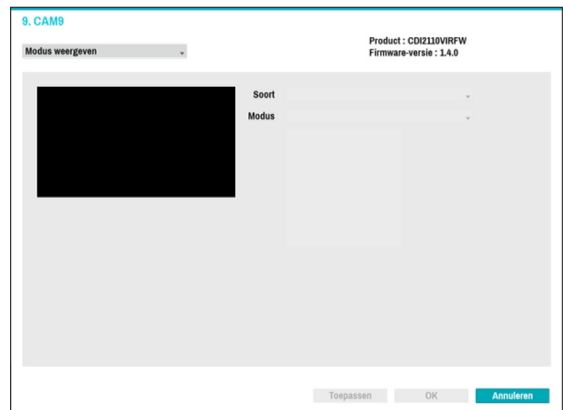 9. CAM9
Modus weergeven
Product : CDI2110VIRFW
Firmware-versie : 1.4.0
Soort
Modus
Toepassen
OK
Annuleren